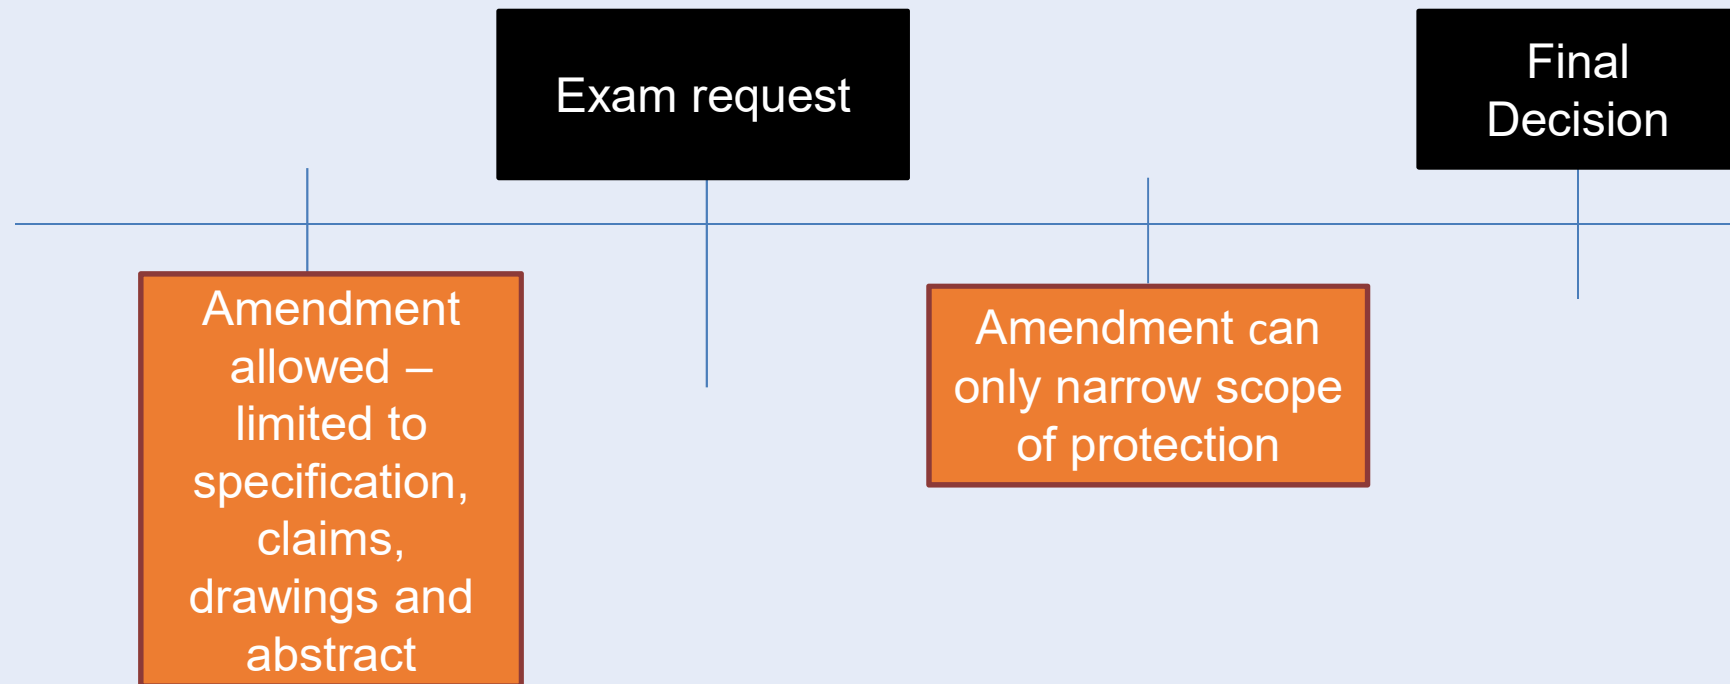 Exam request
Final
Decision
Amendment
allowed –
limited to
specification,
claims,
drawings and
abstract
Amendment can
only narrow scope
of protection